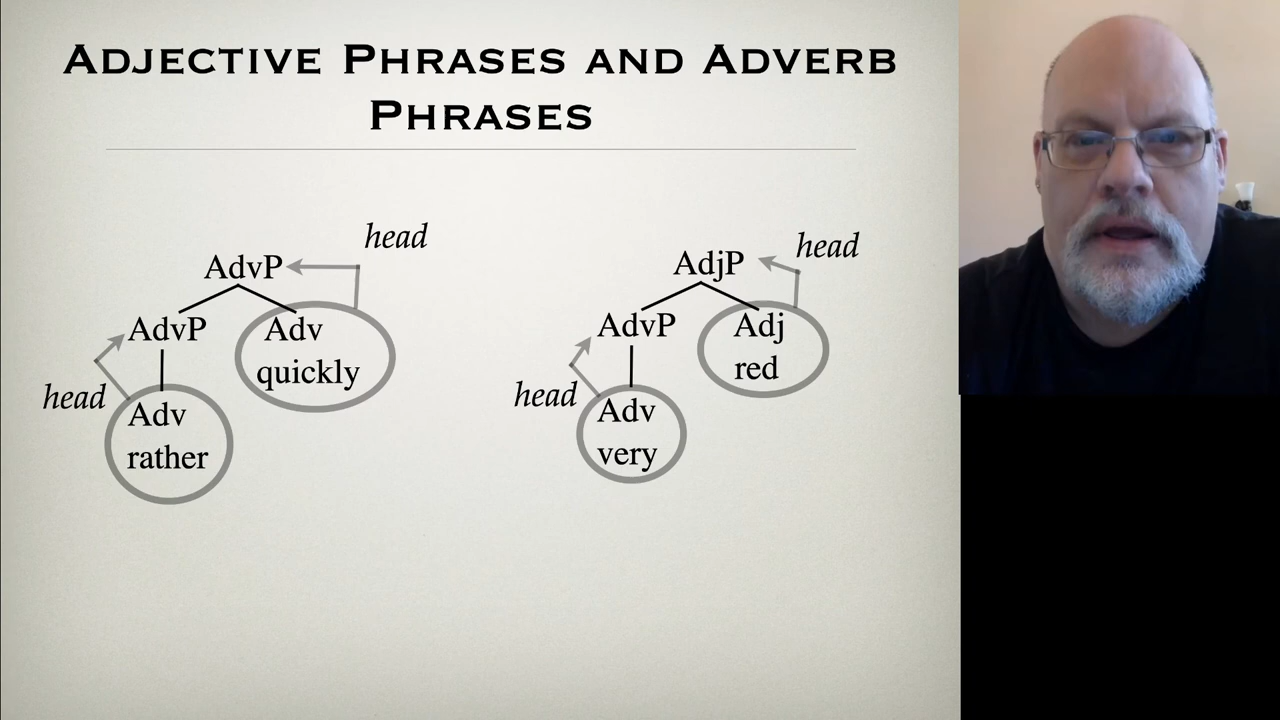 ADJECTIVE PHRASES AND ADVERB
PHRASES
head
AdvP
AdvP
Adv
quickly
head
Adv
rather
head
AdjP
AdvP
Adj
red
head
Adv
very